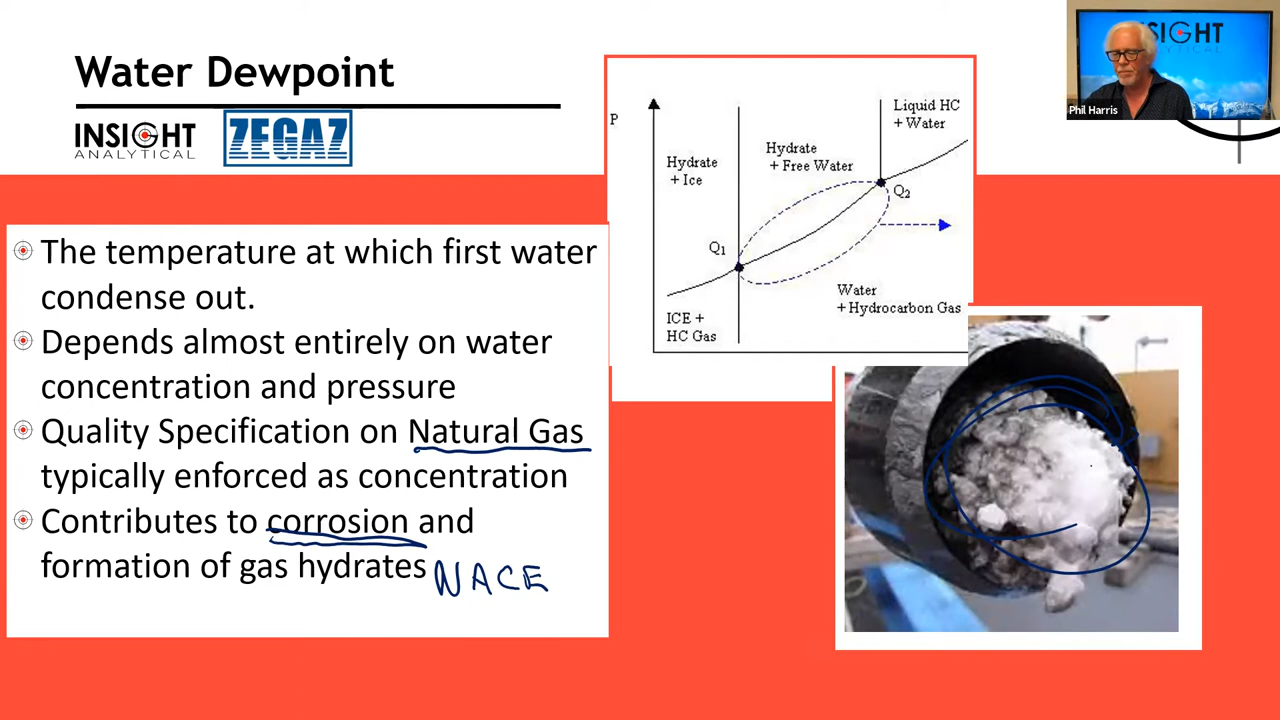 Water Dewpoint
INSIGHT
ANALYTICAL
ZEGAZ
The temperature at which first water
condense out.
Depends almost entirely on water
concentration and pressure
Quality Specification on Natural Gas
typically enforced as concentration
Contributes to corrosion and
formation of gas hydrates
NACE
P
Hydrate
+ Ice
Hydrate
+ Free Water
Liquid HC
+ Water
Q1
Q2
Water
+ Hydrocarbon Gas
ICE +
HC Gas
INSIGHT
ANALYTICAL
Phil Harris